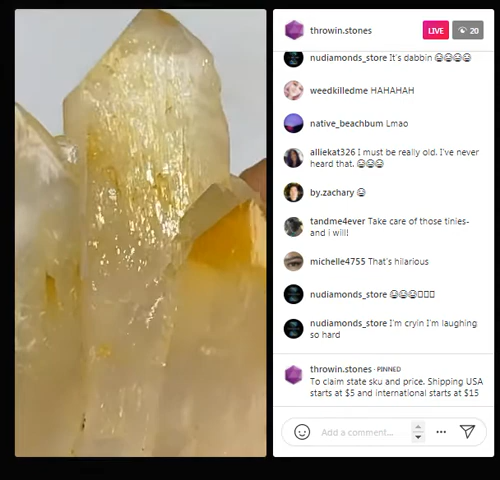 throwin.stones
LIVE
20
nudiamonds_store It's dabbin 😂😂😂😂
weedkilledme HAHAHAH
native_beachbum Lmao
alliekat326 I must be really old. I've never
heard that. 😂😂😂
by.zachary 😂
tandme4ever Take care of those tinies-
and i will!
michelle4755 That's hilarious
nudiamonds_store 😂😂😂▯▯▯
nudiamonds_store I'm cryin I'm laughing
so hard
throwin.stones · PINNED
To claim state sku and price. Shipping USA
starts at $5 and international starts at $15
Add a comment...